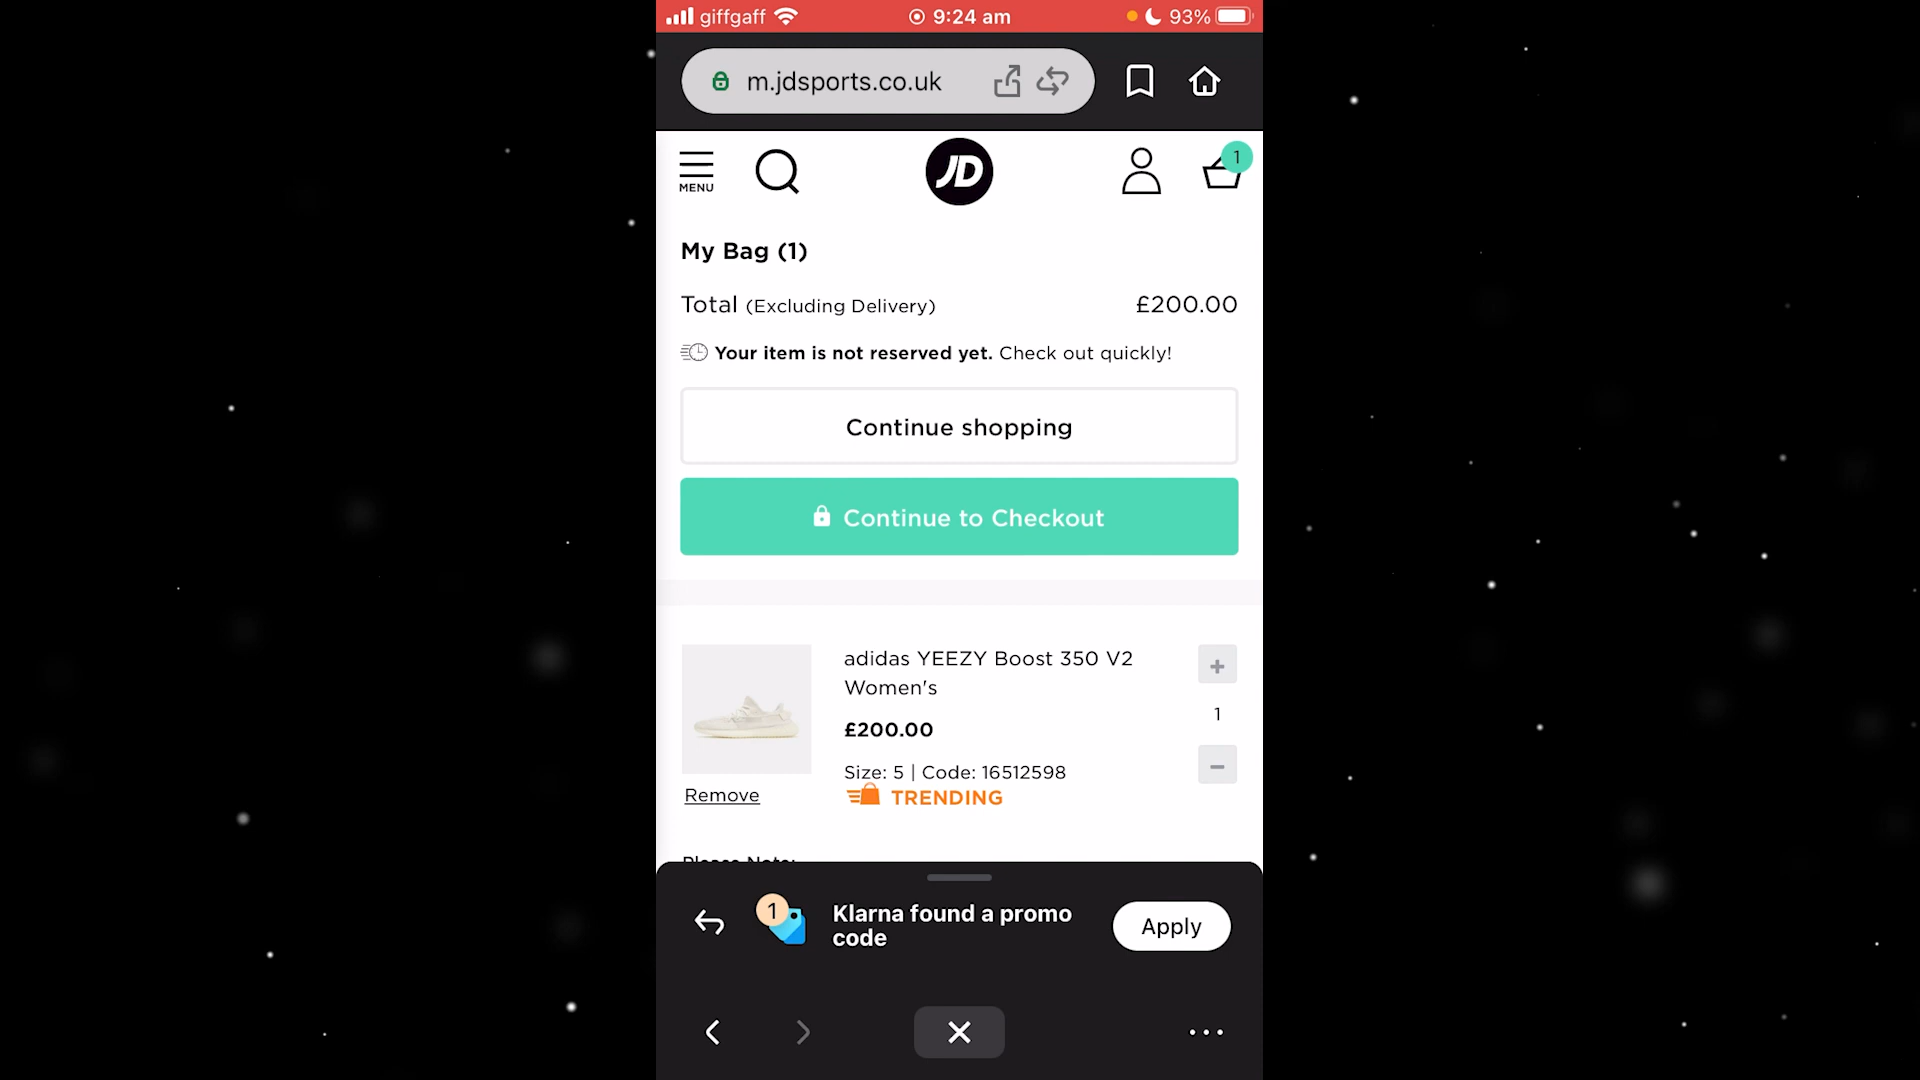 giffgaff 9:24 am 93%
m.jdsports.co.uk
MENU JD 1
My Bag (1)
Total (Excluding Delivery) £200.00
Your item is not reserved yet. Check out quickly!
Continue shopping
Continue to Checkout
adidas YEEZY Boost 350 V2
Women's
£200.00
1
Size: 5 | Code: 16512598
Remove
TRENDING
Please Note:
1
Klarna found a promo
code
Apply